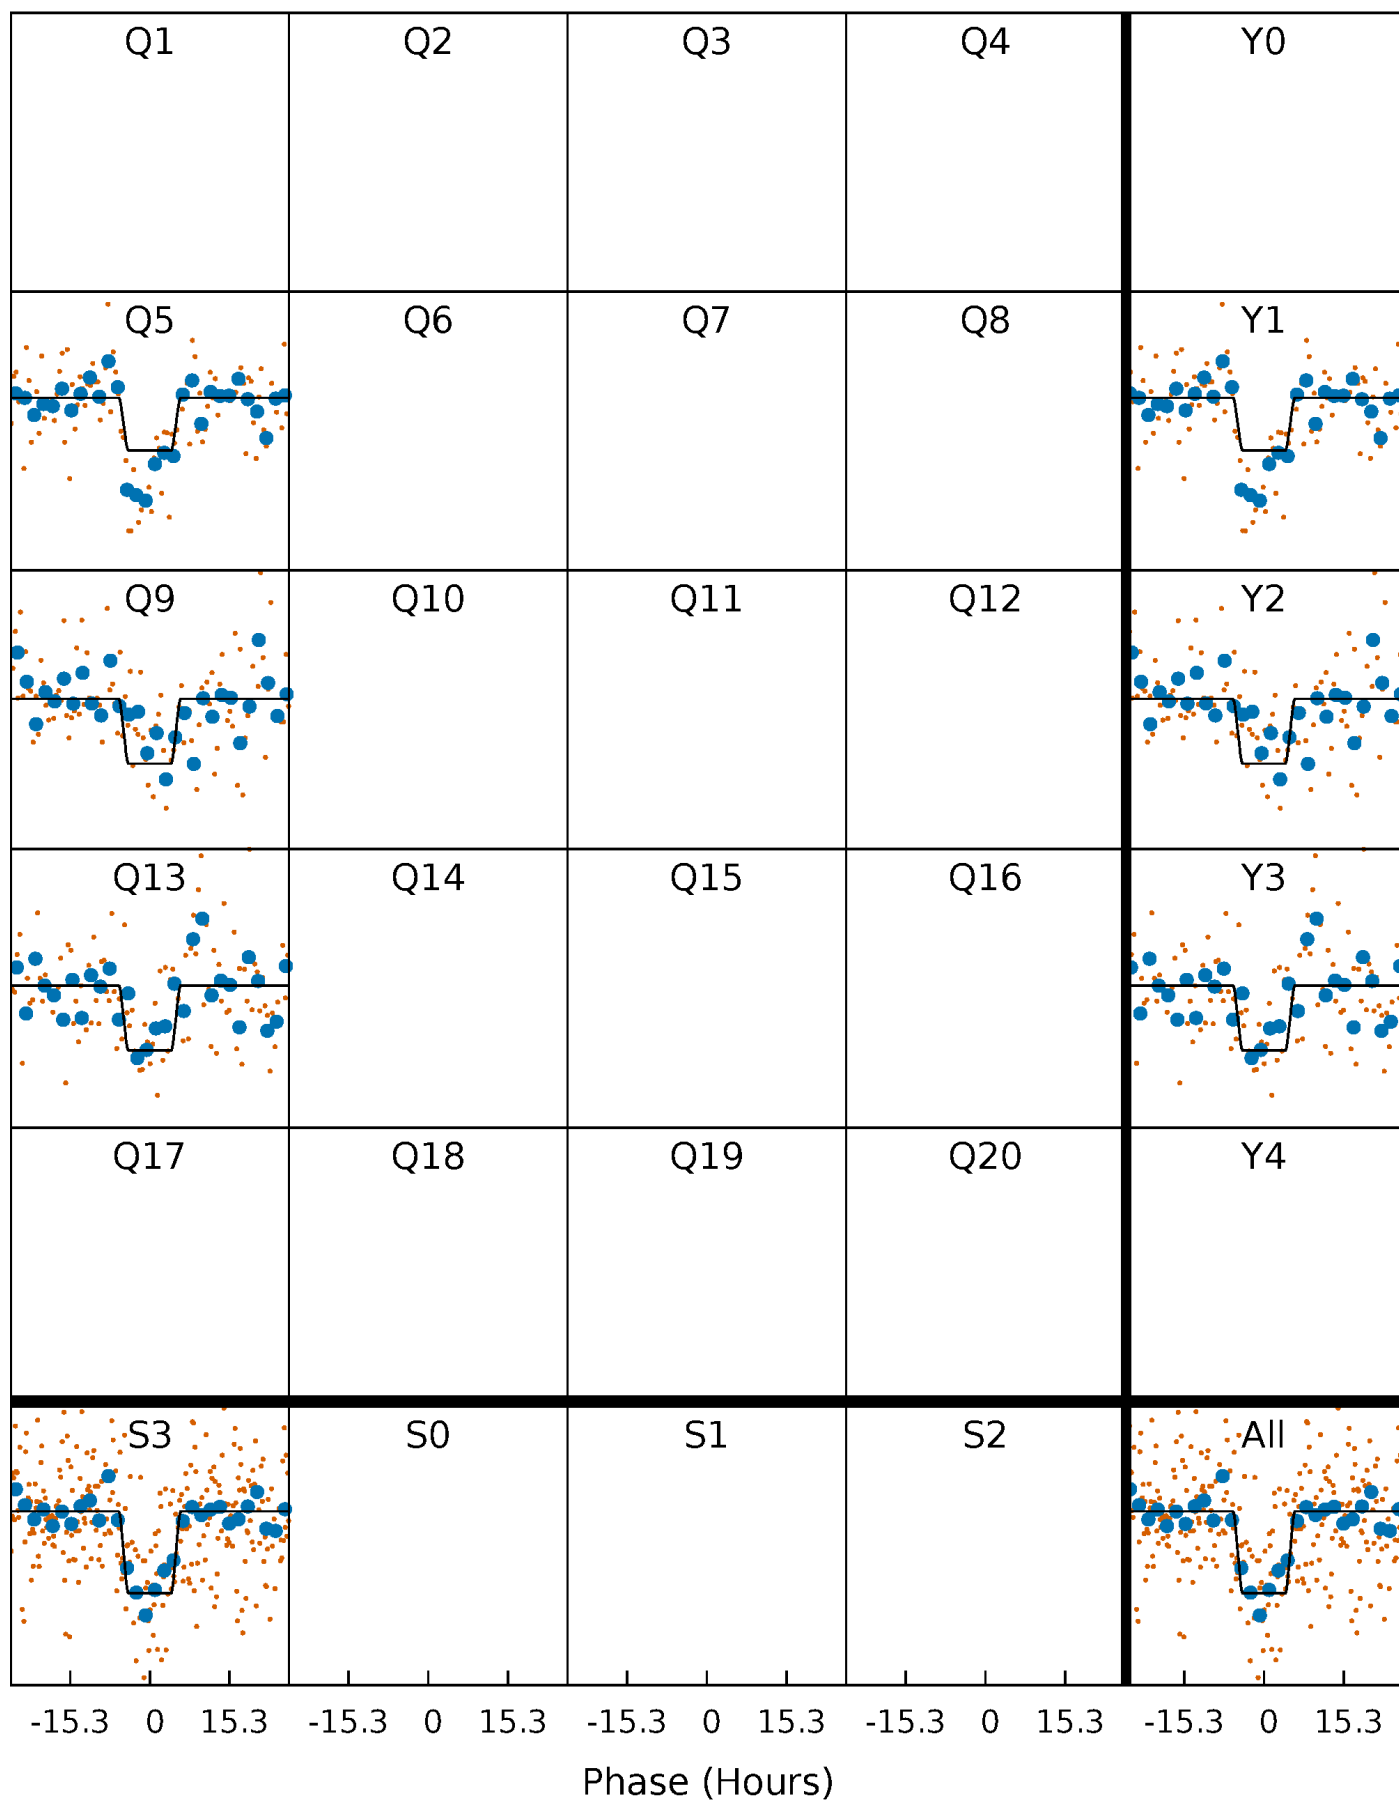 Q1 Q2 Q3 Q4 Y0
Q5 Q6 Q7 Q8 Y1
Q9 Q10 Q11 Q12 Y2
Q13 Q14 Q15 Q16 Y3
Q17 Q18 Q19 Q20 Y4
S3 S0 S1 S2 All
-15.3 0 15.3 -15.3 0 15.3 -15.3 0 15.3 -15.3 0 15.3 -15.3 0 15.3
Phase (Hours)